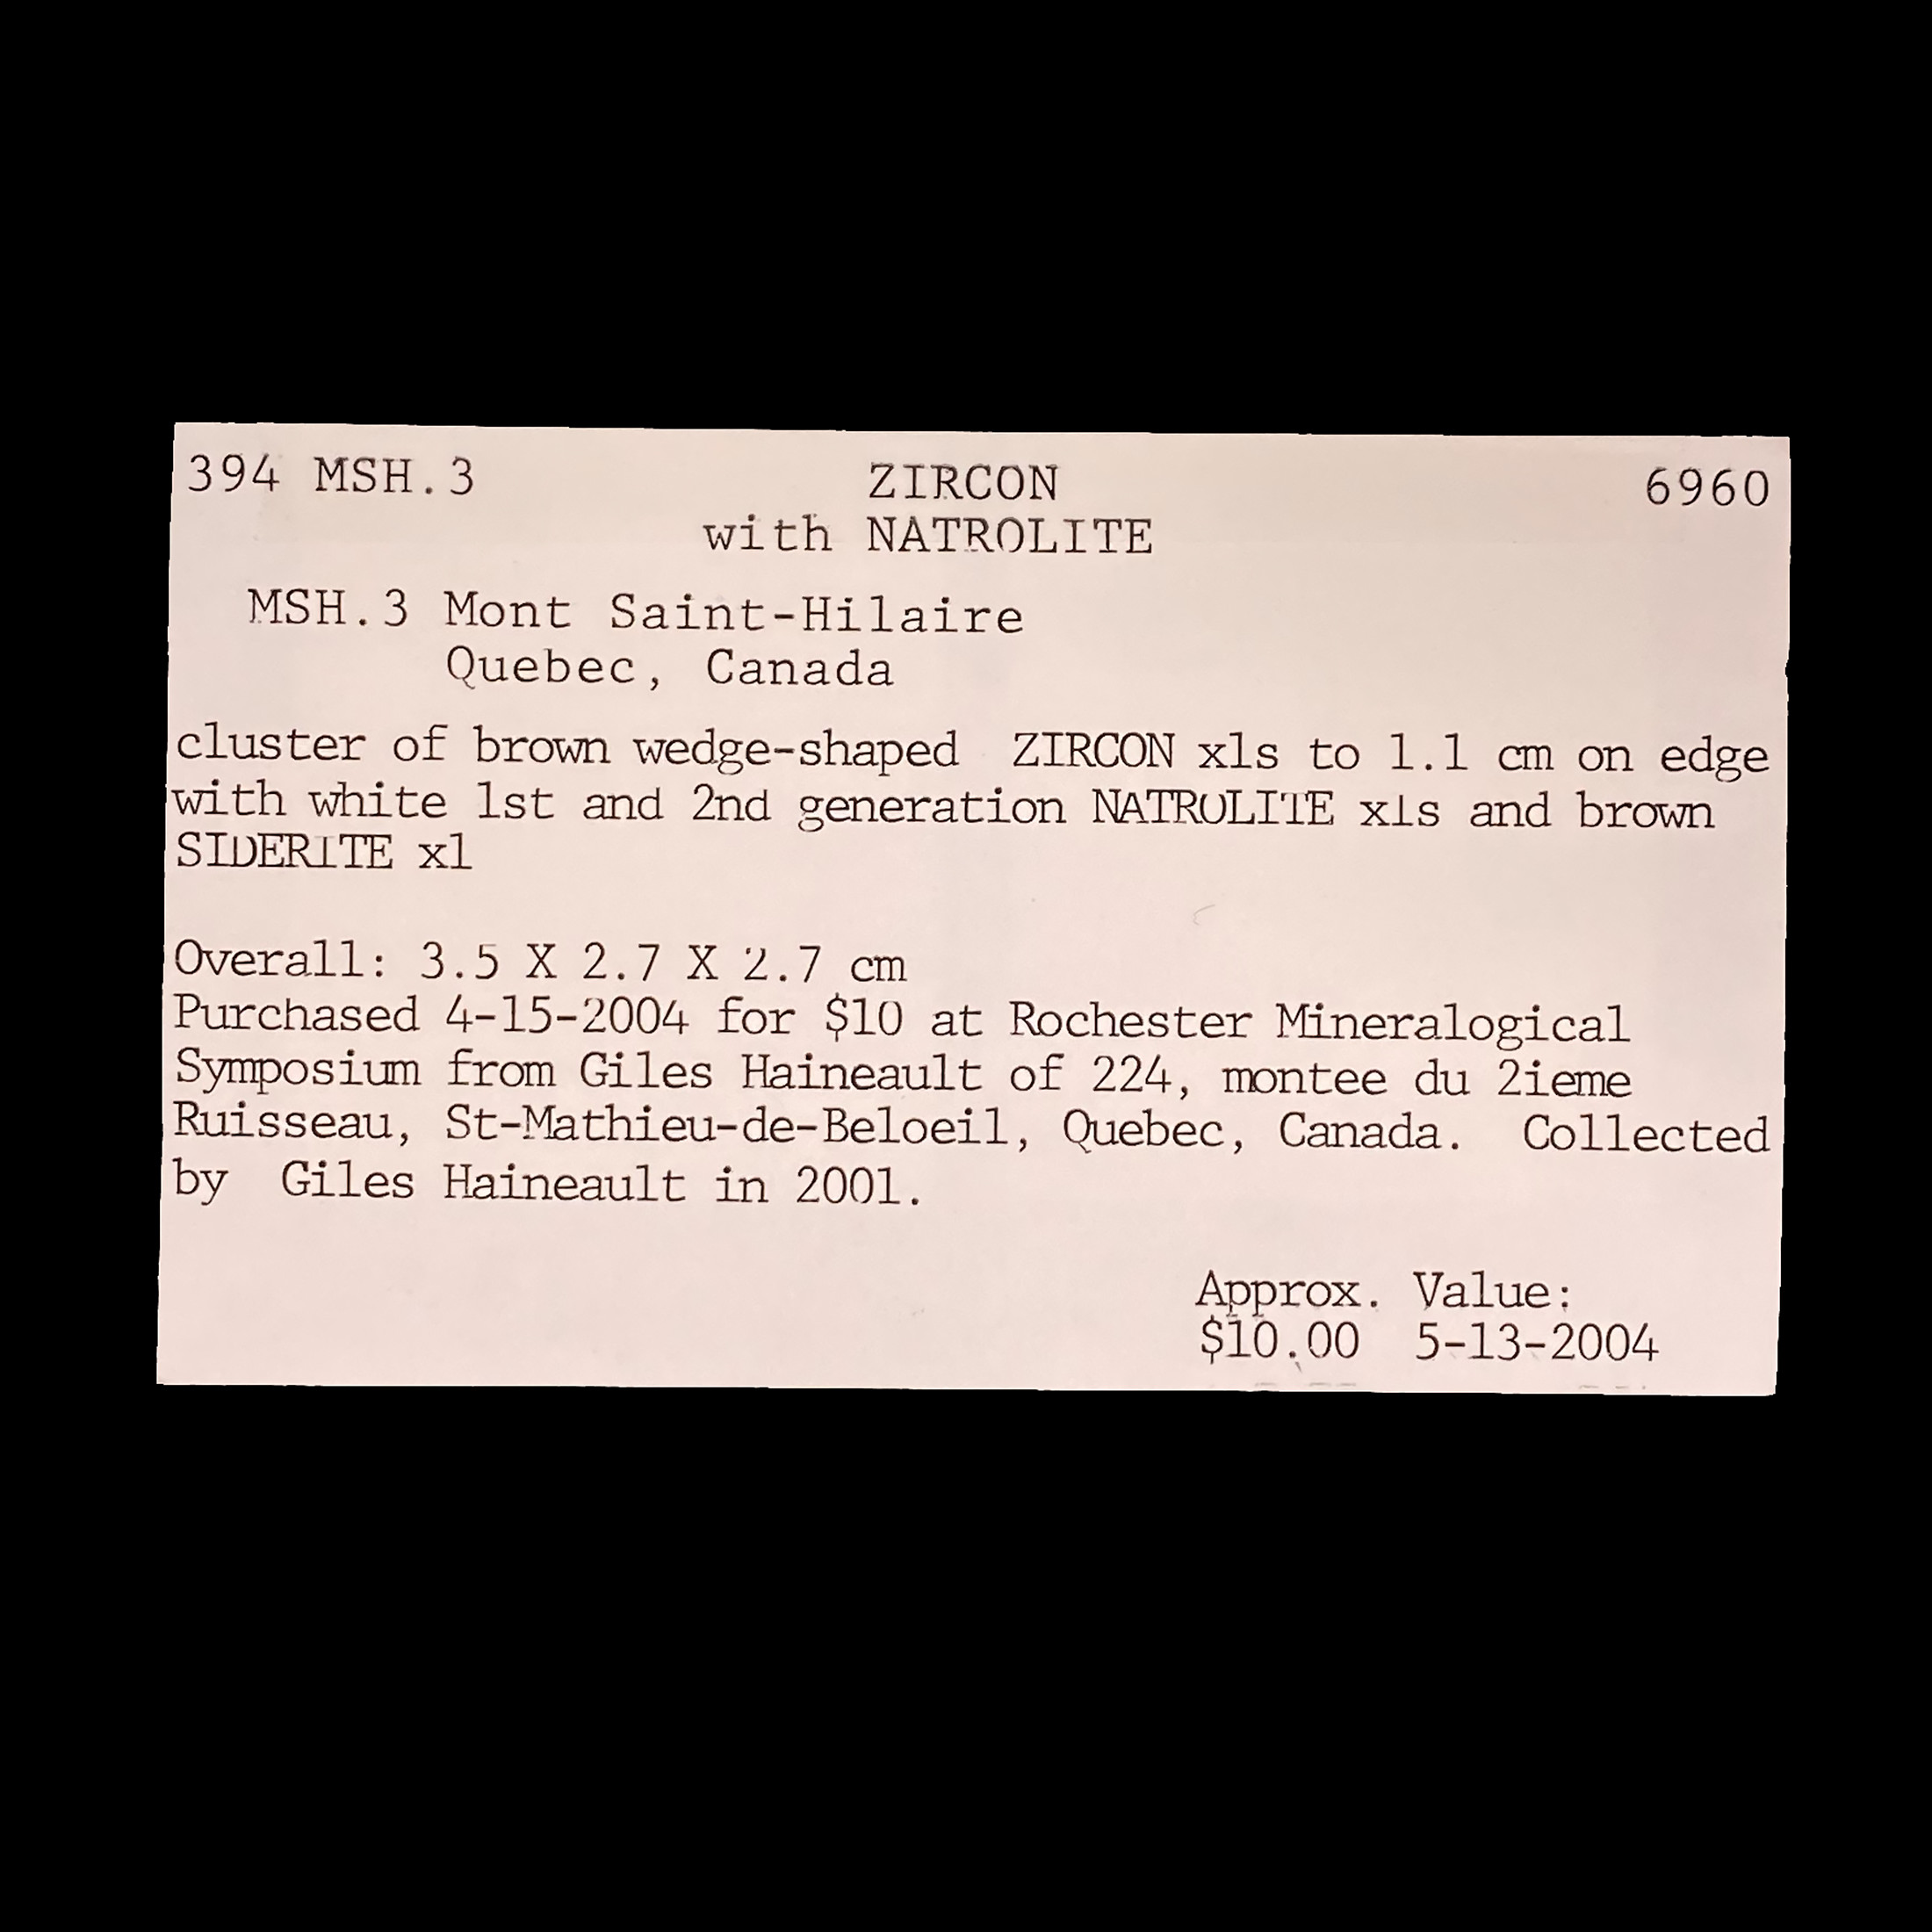 394 MSH.3 ZIRCON 6960
with NATROLITE
MSH.3 Mont Saint-Hilaire
Quebec, Canada
cluster of brown wedge-shaped ZIRCON xls to 1.1 cm on edge
with white 1st and 2nd generation NATROLITE xls and brown
SIDERITE xl
Overall: 3.5 X 2.7 X 2.7 cm
Purchased 4-15-2004 for $10 at Rochester Mineralogical
Symposium from Giles Haineault of 224, montee du 2ieme
Ruisseau, St-Mathieu-de-Beloeil, Quebec, Canada. Collected
by Giles Haineault in 2001.
Approx. Value:
$10.00 5-13-2004